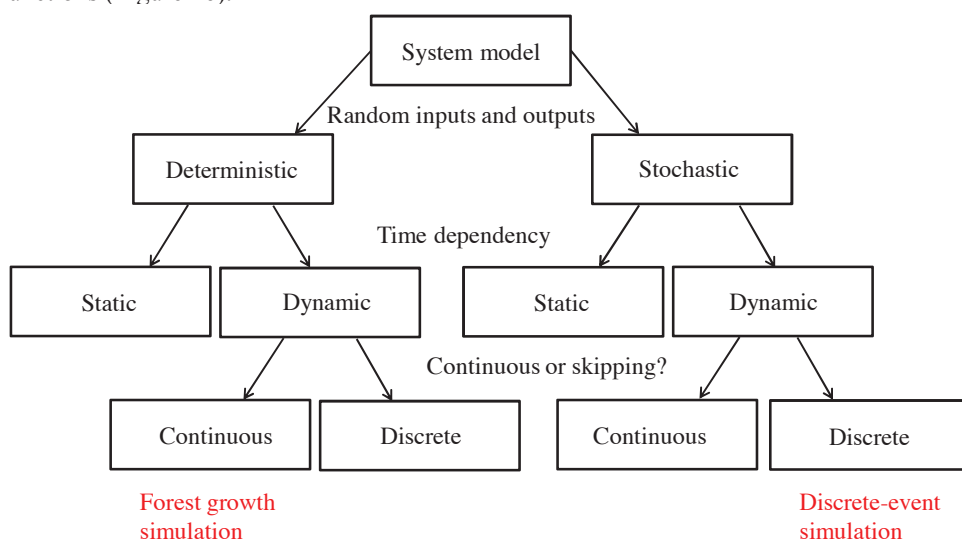 System model
Random inputs and outputs
Deterministic
Stochastic
Time dependency
Static
Dynamic
Static
Dynamic
Continuous or skipping?
Continuous
Discrete
Continuous
Discrete
Forest growth
simulation
Discrete-event
simulation